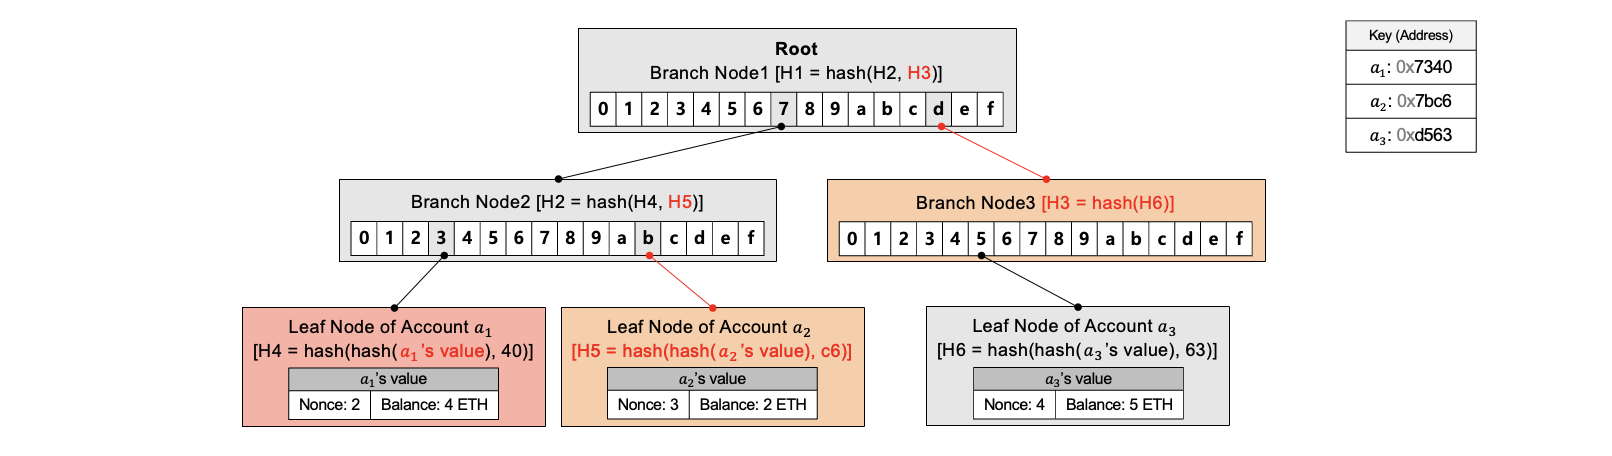 Root
Branch Node1 [H1 = hash(H2, H3)]
0 1 2 3 4 5 6 7 8 9 a b c d e f
Key (Address)
a1: 0x7340
a2: 0x7bc6
a3: 0xd563
Branch Node2 [H2 = hash(H4, H5)]
0 1 2 3 4 5 6 7 8 9 a b c d e f
Branch Node3 [H3 = hash(H6)]
0 1 2 3 4 5 6 7 8 9 a b c d e f
Leaf Node of Account a1
[H4 = hash(hash(a1's value), 40)]
a1's value
Nonce: 2 Balance: 4 ETH
Leaf Node of Account a2
[H5 = hash(hash(a2's value), c6)]
a2's value
Nonce: 3 Balance: 2 ETH
Leaf Node of Account a3
[H6 = hash(hash(a3's value), 63)]
a3's value
Nonce: 4 Balance: 5 ETH